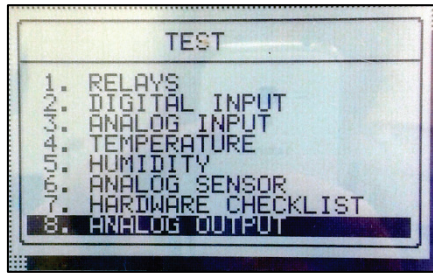 TEST
1. RELAYS
2. DIGITAL INPUT
3. ANALOG INPUT
4. TEMPERATURE
5. HUMIDITY
6. ANALOG SENSOR
7. HARDWARE CHECKLIST
8. ANALOG OUTPUT